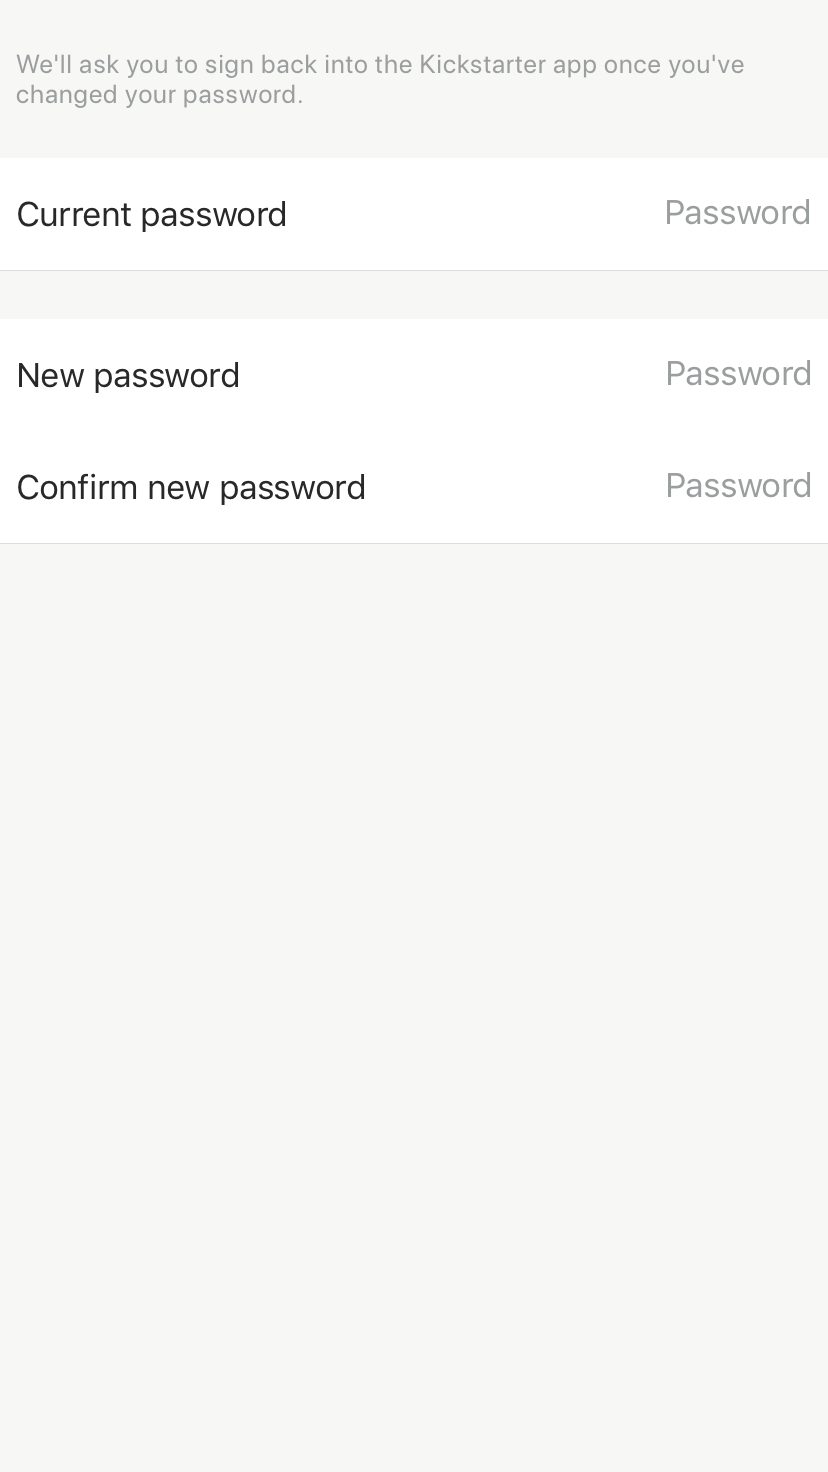 We'll ask you to sign back into the Kickstarter app once you've
changed your password.
Current password Password
New password Password
Confirm new password Password